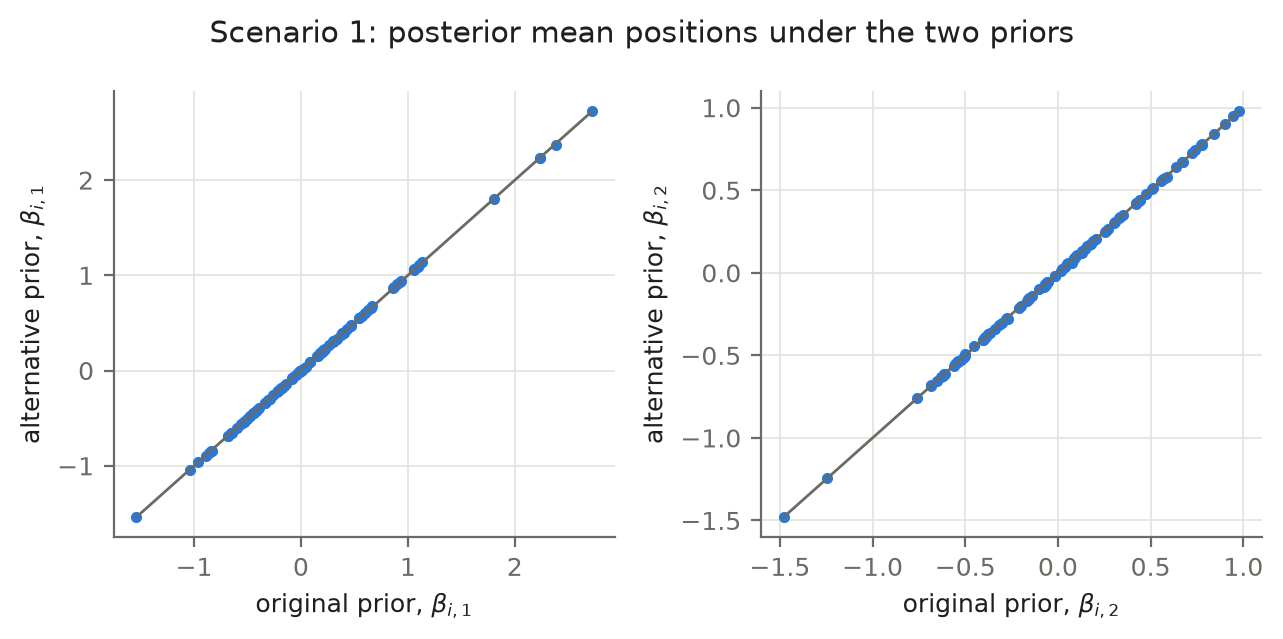 Scenario 1: posterior mean positions under the two priors
alternative prior, β_{i,1}
2
1
0
−1
−1 0 1 2
original prior, β_{i,1}
alternative prior, β_{i,2}
1.0
0.5
0.0
−0.5
−1.0
−1.5
−1.5 −1.0 −0.5 0.0 0.5 1.0
original prior, β_{i,2}